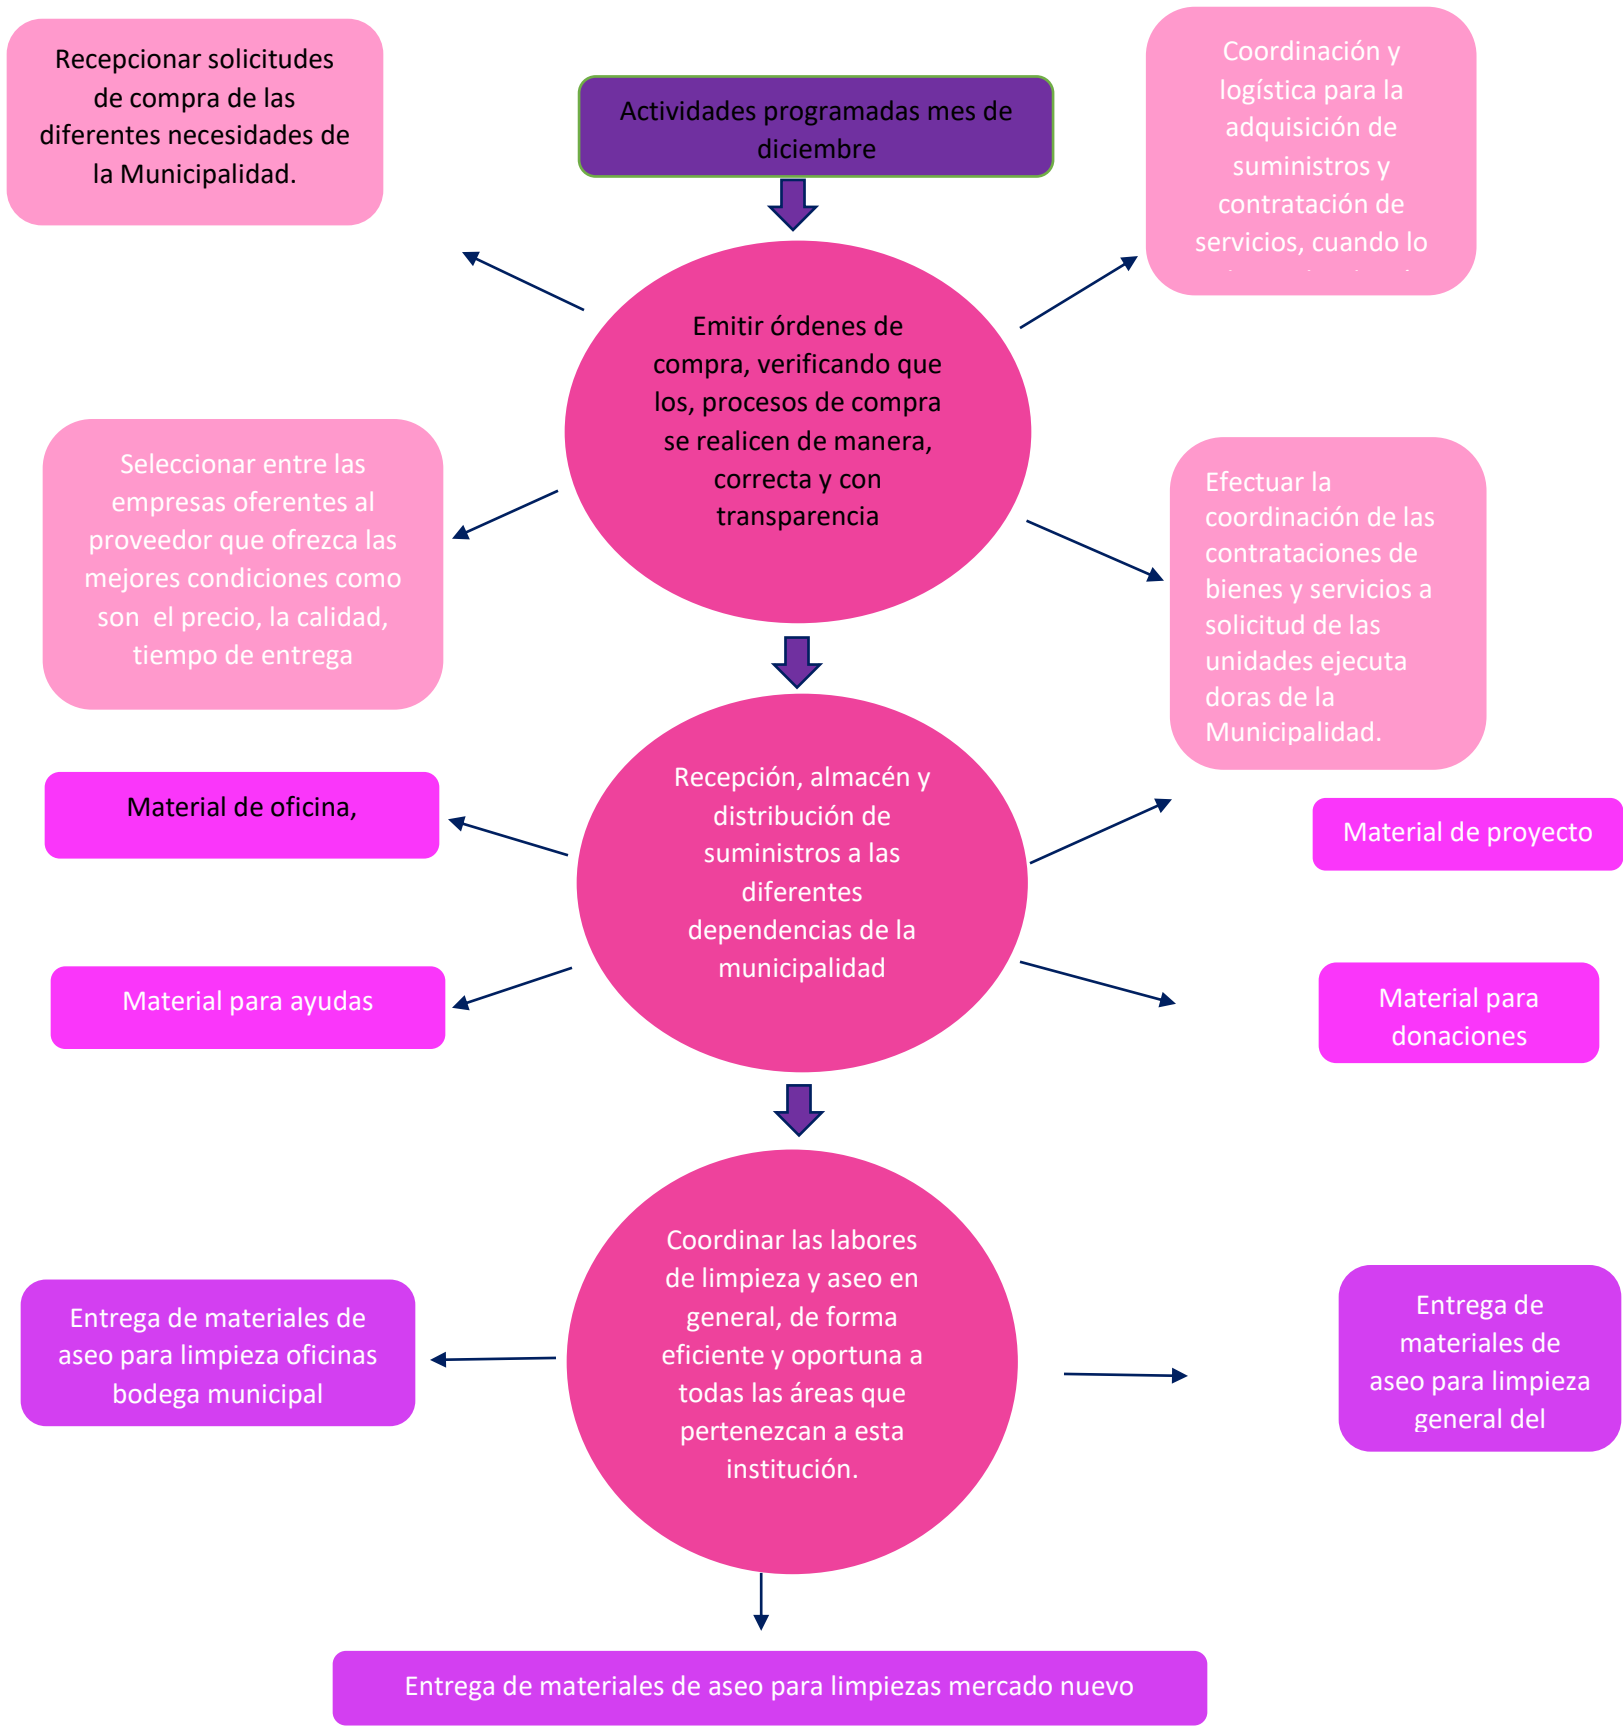 Recepcionar solicitudes
de compra de las
diferentes necesidades de
la Municipalidad.
Actividades programadas mes de
diciembre
Coordinación y
logística para la
adquisición de
suministros y
contratación de
servicios, cuando lo
Emitir órdenes de
compra, verificando que
los, procesos de compra
se realicen de manera,
correcta y con
transparencia
Seleccionar entre las
empresas oferentes al
proveedor que ofrezca las
mejores condiciones como
son  el precio, la calidad,
tiempo de entrega
Efectuar la
coordinación de las
contrataciones de
bienes y servicios a
solicitud de las
unidades ejecuta
doras de la
Municipalidad.
Recepción, almacén y
distribución de
suministros a las
diferentes
dependencias de la
municipalidad
Material de oficina,
Material de proyecto
Material para ayudas
Material para
donaciones
Coordinar las labores
de limpieza y aseo en
general, de forma
eficiente y oportuna a
todas las áreas que
pertenezcan a esta
institución.
Entrega de materiales de
aseo para limpieza oficinas
bodega municipal
Entrega de
materiales de
aseo para limpieza
general del
Entrega de materiales de aseo para limpiezas mercado nuevo